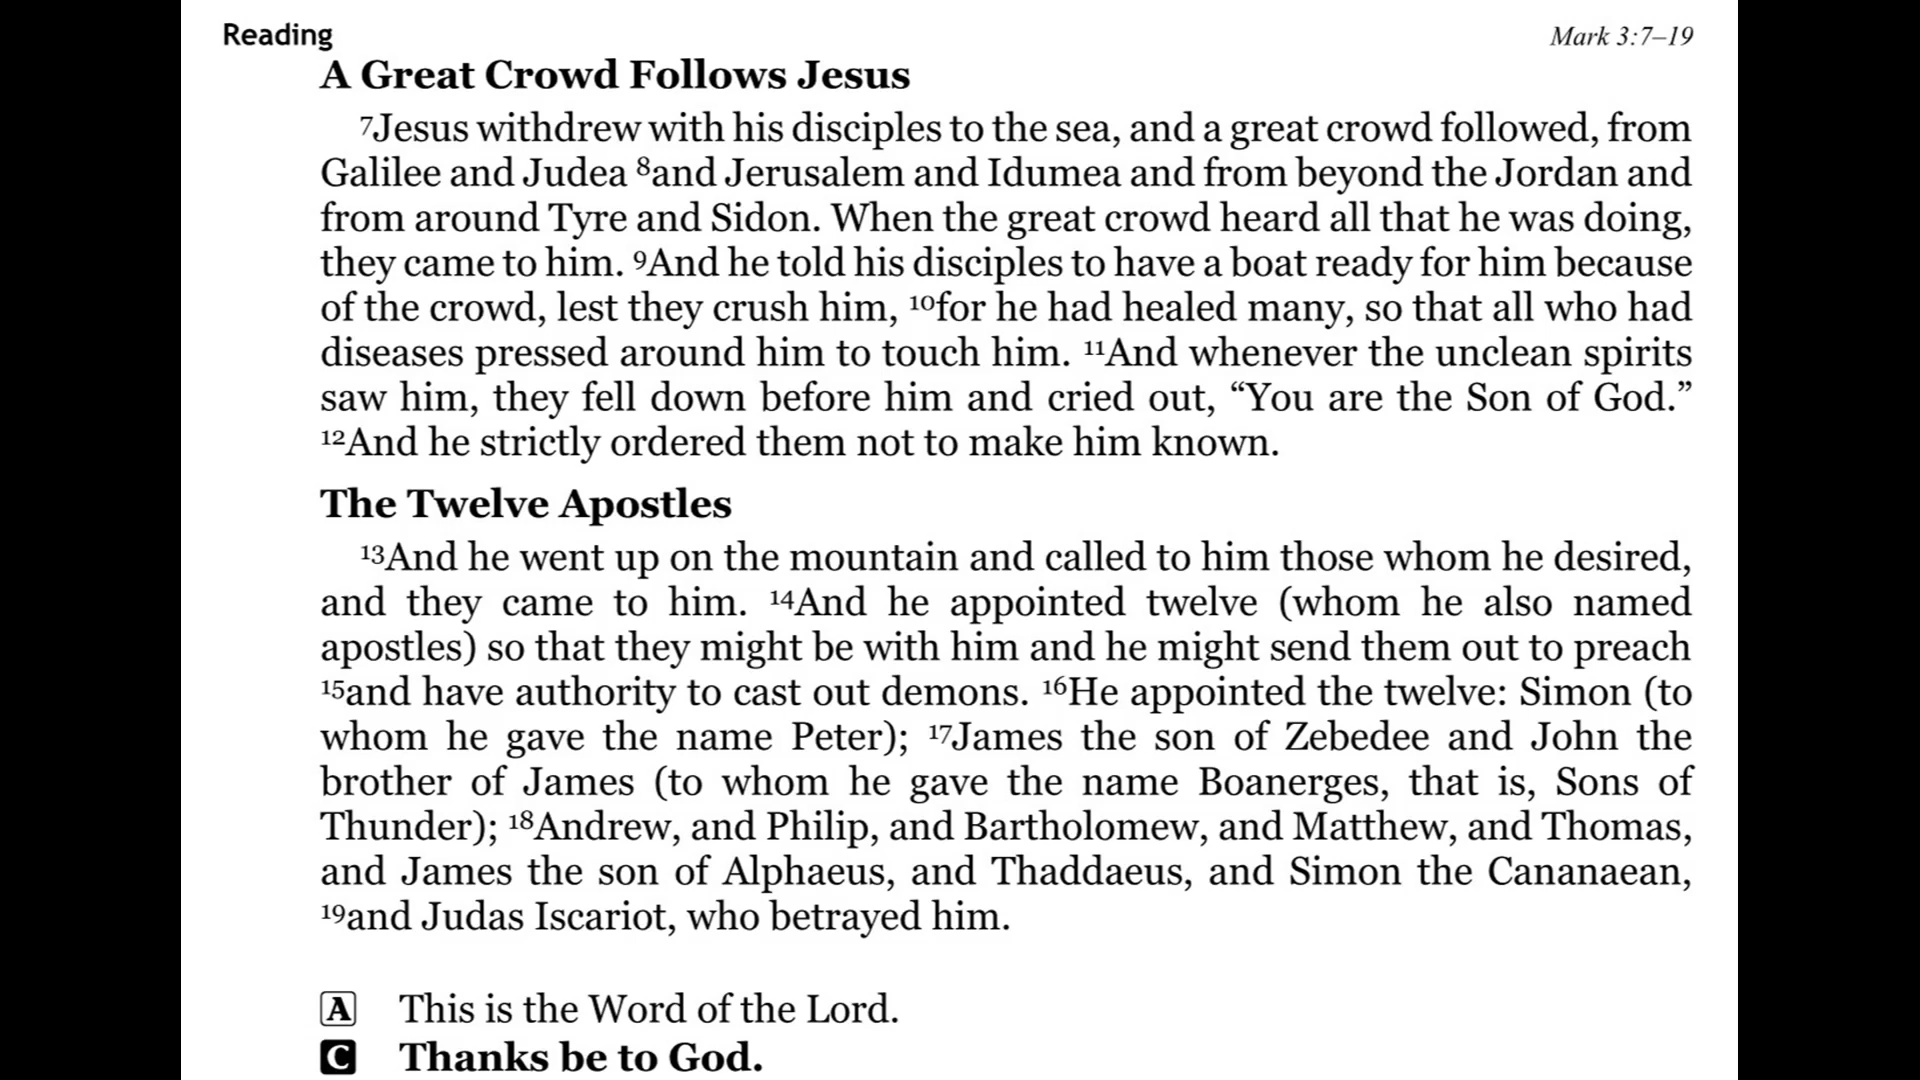 Reading
Mark 3:7–19
A Great Crowd Follows Jesus
7Jesus withdrew with his disciples to the sea, and a great crowd followed, from
Galilee and Judea 8and Jerusalem and Idumea and from beyond the Jordan and
from around Tyre and Sidon. When the great crowd heard all that he was doing,
they came to him. 9And he told his disciples to have a boat ready for him because
of the crowd, lest they crush him, 10for he had healed many, so that all who had
diseases pressed around him to touch him. 11And whenever the unclean spirits
saw him, they fell down before him and cried out, “You are the Son of God.”
12And he strictly ordered them not to make him known.
The Twelve Apostles
13And he went up on the mountain and called to him those whom he desired,
and they came to him. 14And he appointed twelve (whom he also named
apostles) so that they might be with him and he might send them out to preach
15and have authority to cast out demons. 16He appointed the twelve: Simon (to
whom he gave the name Peter); 17James the son of Zebedee and John the
brother of James (to whom he gave the name Boanerges, that is, Sons of
Thunder); 18Andrew, and Philip, and Bartholomew, and Matthew, and Thomas,
and James the son of Alphaeus, and Thaddaeus, and Simon the Cananaean,
19and Judas Iscariot, who betrayed him.
A This is the Word of the Lord.
C Thanks be to God.